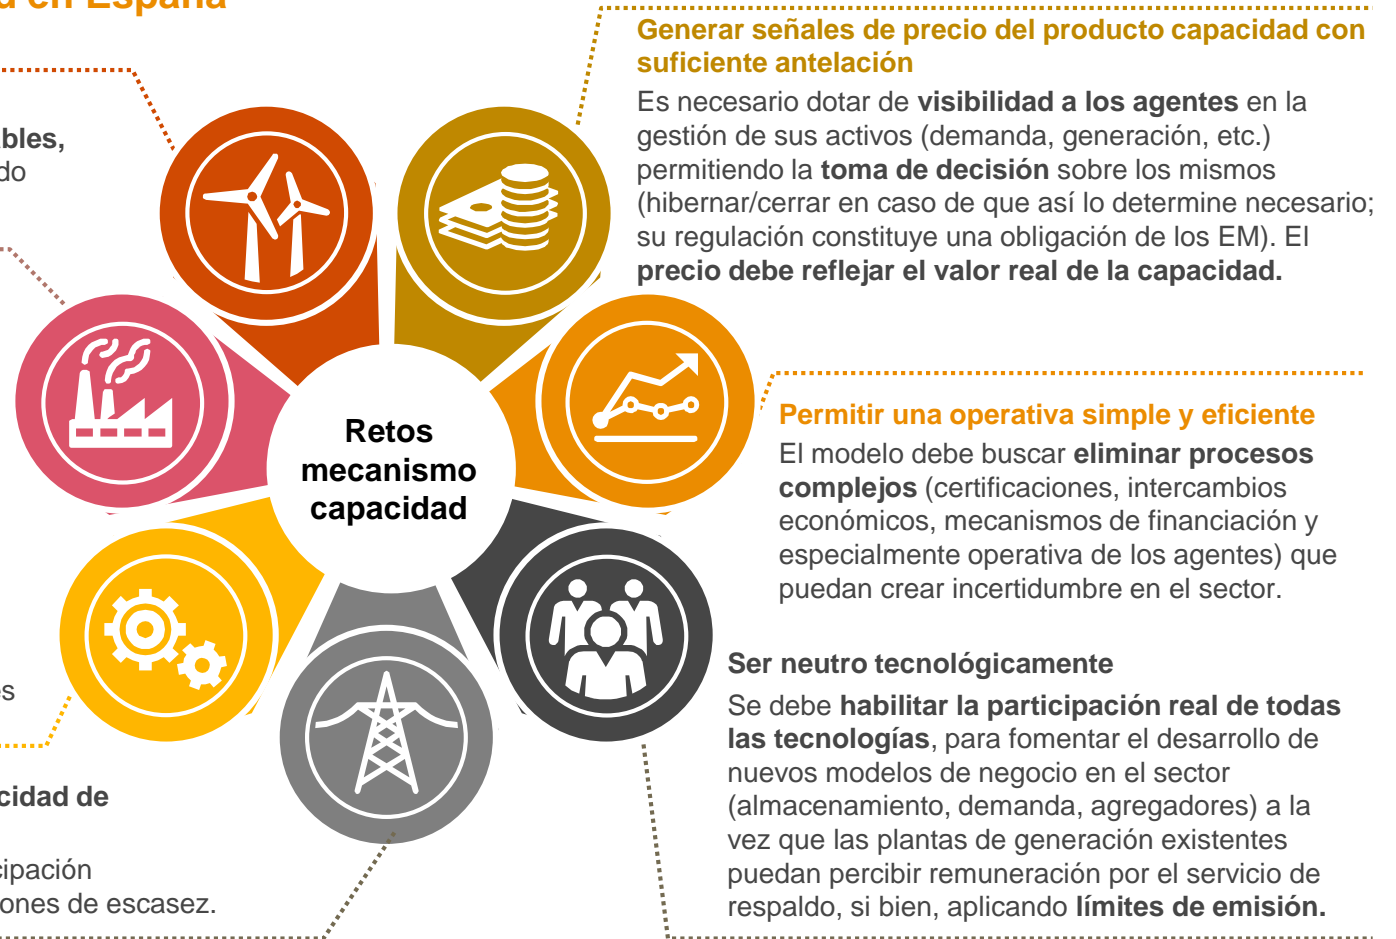 en España
ables,
do
Generar señales de precio del producto capacidad con
suficiente antelación
Es necesario dotar de visibilidad a los agentes en la
gestión de sus activos (demanda, generación, etc.)
permitiendo la toma de decisión sobre los mismos
(hibernar/cerrar en caso de que así lo determine necesario;
su regulación constituye una obligación de los EM). El
precio debe reflejar el valor real de la capacidad.
Retos
mecanismo
capacidad
Permitir una operativa simple y eficiente
El modelo debe buscar eliminar procesos
complejos (certificaciones, intercambios
económicos, mecanismos de financiación y
especialmente operativa de los agentes) que
puedan crear incertidumbre en el sector.
Ser neutro tecnológicamente
Se debe habilitar la participación real de todas
las tecnologías, para fomentar el desarrollo de
nuevos modelos de negocio en el sector
(almacenamiento, demanda, agregadores) a la
vez que las plantas de generación existentes
puedan percibir remuneración por el servicio de
respaldo, si bien, aplicando límites de emisión.
s
cidad de
cipación
ones de escasez.